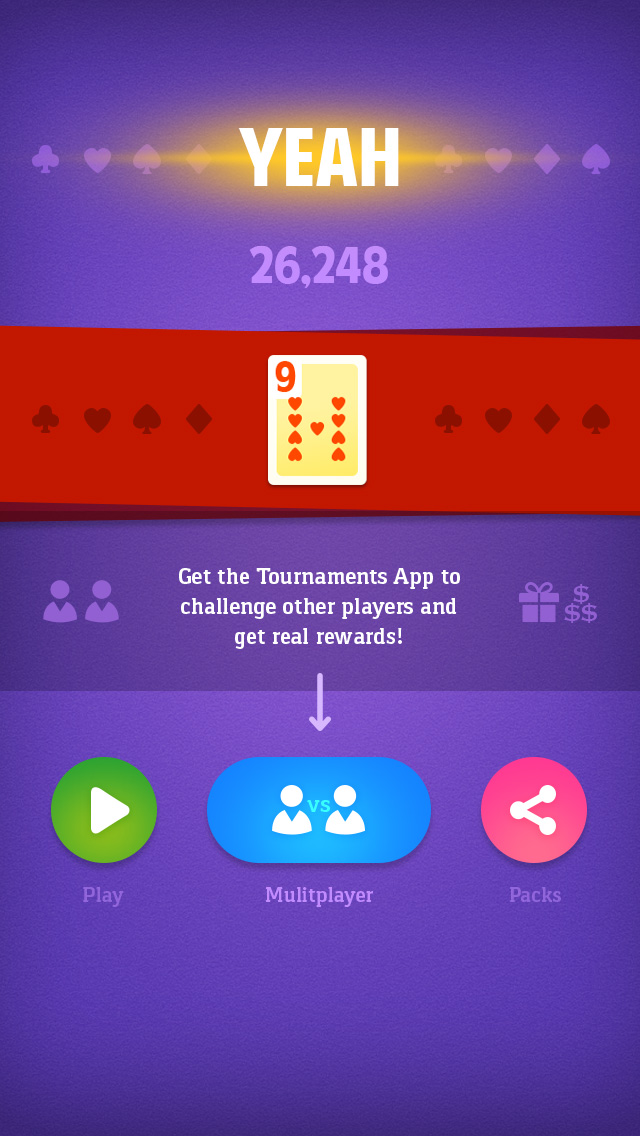 YEAH
26,248
9
Get the Tournaments App to
challenge other players and
get real rewards!
$
$$
vs
Play
Mulitplayer
Packs